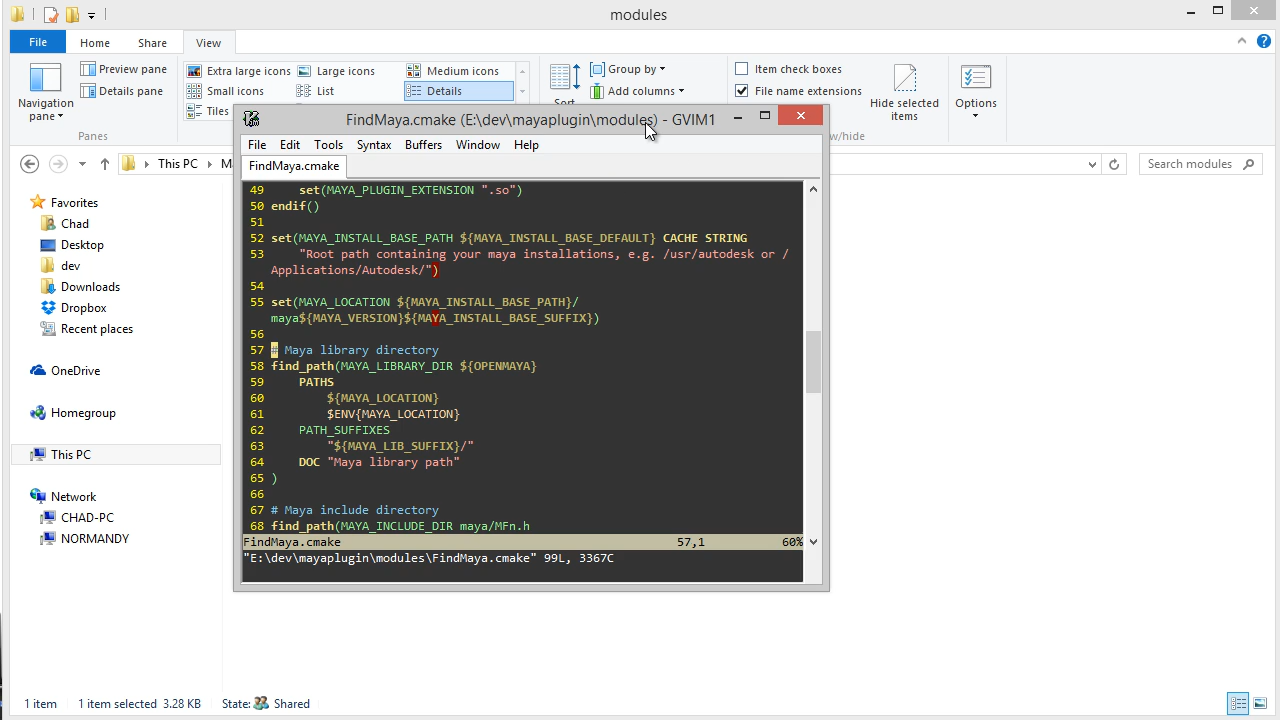 modules
File Home Share View
Navigation pane
Preview pane
Details pane
Panes
Extra large icons Large icons Medium icons
Small icons List Details
Tiles
Sort
Group by
Add columns
Item check boxes
File name extensions
Hide selected items
Options
w/hide
This PC
Search modules
Favorites
Chad
Desktop
dev
Downloads
Dropbox
Recent places
OneDrive
Homegroup
This PC
Network
CHAD-PC
NORMANDY
FindMaya.cmake (E:\dev\mayaplugin\modules) - GVIM1
File Edit Tools Syntax Buffers Window Help
FindMaya.cmake
49 set(MAYA_PLUGIN_EXTENSION ".so")
50 endif()
51
52 set(MAYA_INSTALL_BASE_PATH ${MAYA_INSTALL_BASE_DEFAULT} CACHE STRING
53 "Root path containing your maya installations, e.g. /usr/autodesk or /
Applications/Autodesk/")
54
55 set(MAYA_LOCATION ${MAYA_INSTALL_BASE_PATH}/
maya${MAYA_VERSION}${MAYA_INSTALL_BASE_SUFFIX})
56
57 # Maya library directory
58 find_path(MAYA_LIBRARY_DIR ${OPENMAYA}
59 PATHS
60 ${MAYA_LOCATION}
61 $ENV{MAYA_LOCATION}
62 PATH_SUFFIXES
63 "${MAYA_LIB_SUFFIX}/"
64 DOC "Maya library path"
65 )
66
67 # Maya include directory
68 find_path(MAYA_INCLUDE_DIR maya/MFn.h
FindMaya.cmake 57,1 60%
"E:\dev\mayaplugin\modules\FindMaya.cmake" 99L, 3367C
1 item 1 item selected 3.28 KB State: Shared